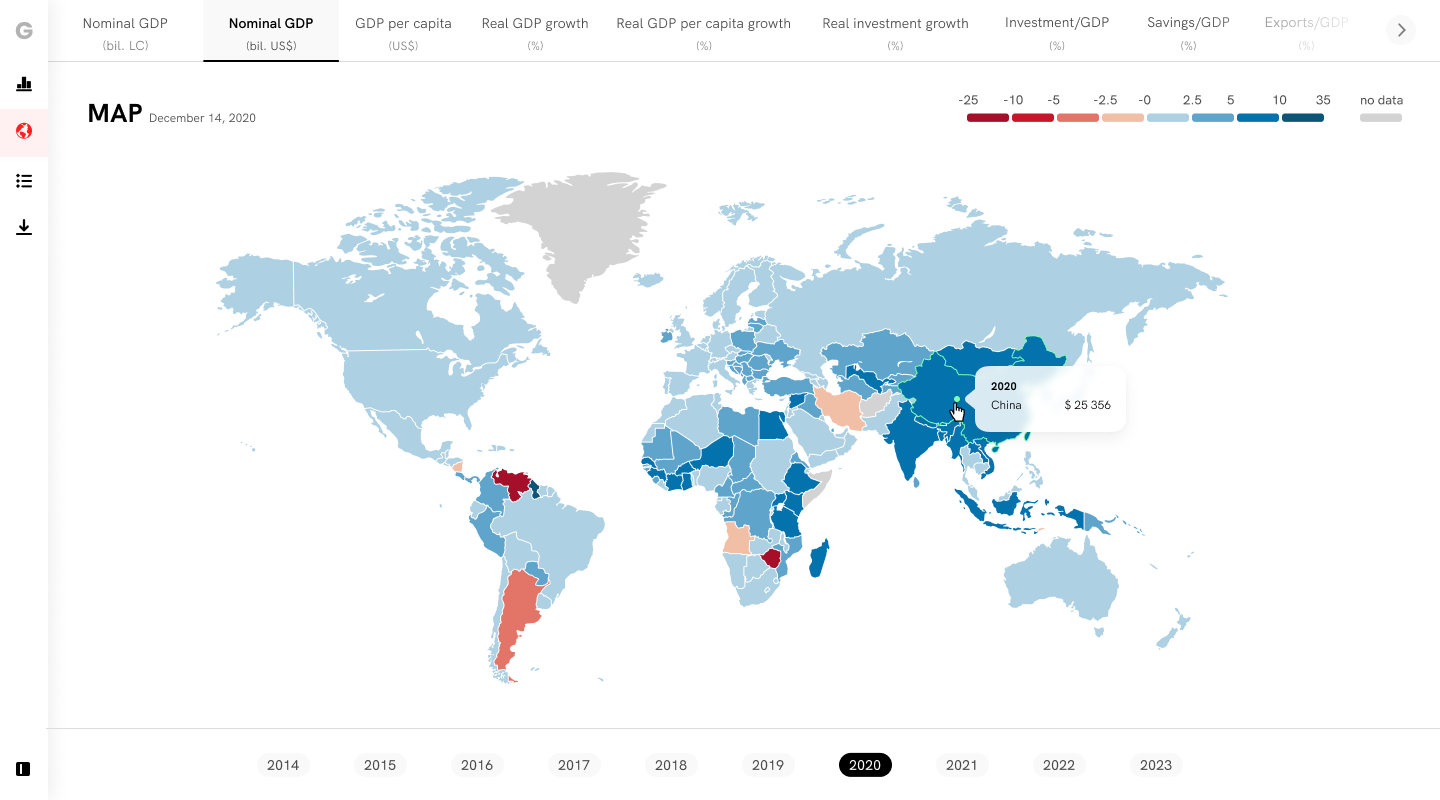 G
Nominal GDP
(bil. LC)
Nominal GDP
(bil. US$)
GDP per capita
(US$)
Real GDP growth
(%)
Real GDP per capita growth
(%)
Real investment growth
(%)
Investment/GDP
(%)
Savings/GDP
(%)
Exports/GDP
(%)
MAP December 14, 2020
-25 -10 -5 -2.5 -0 2.5 5 10 35 no data
2020
China $ 25 356
2014 2015 2016 2017 2018 2019 2020 2021 2022 2023